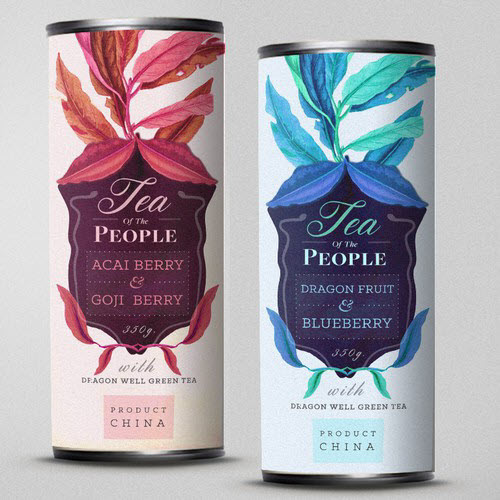 Tea
Of The
PEOPLE
ACAI BERRY
&
GOJI BERRY
350g.
with
DRAGON WELL GREEN TEA
PRODUCT
CHINA
Tea
Of The
PEOPLE
DRAGON FRUIT
&
BLUEBERRY
350g.
with
DRAGON WELL GREEN TEA
PRODUCT
CHINA